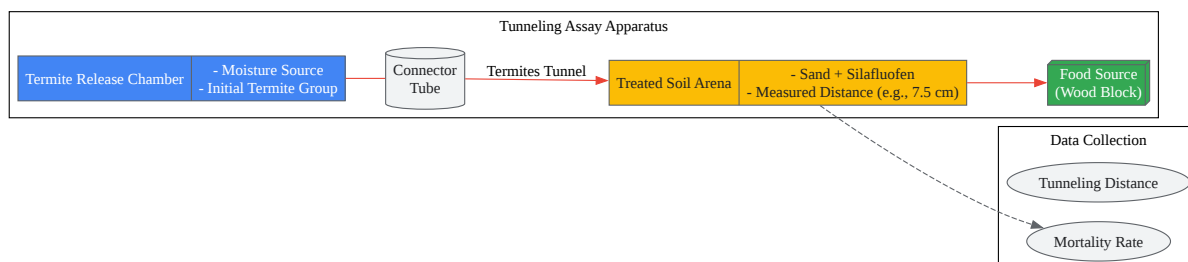 Tunneling Assay Apparatus
Termite Release Chamber
- Moisture Source
- Initial Termite Group
Connector
Tube
Termites Tunnel
Treated Soil Arena
- Sand + Silafluofen
- Measured Distance (e.g., 7.5 cm)
Food Source
(Wood Block)
Data Collection
Tunneling Distance
Mortality Rate